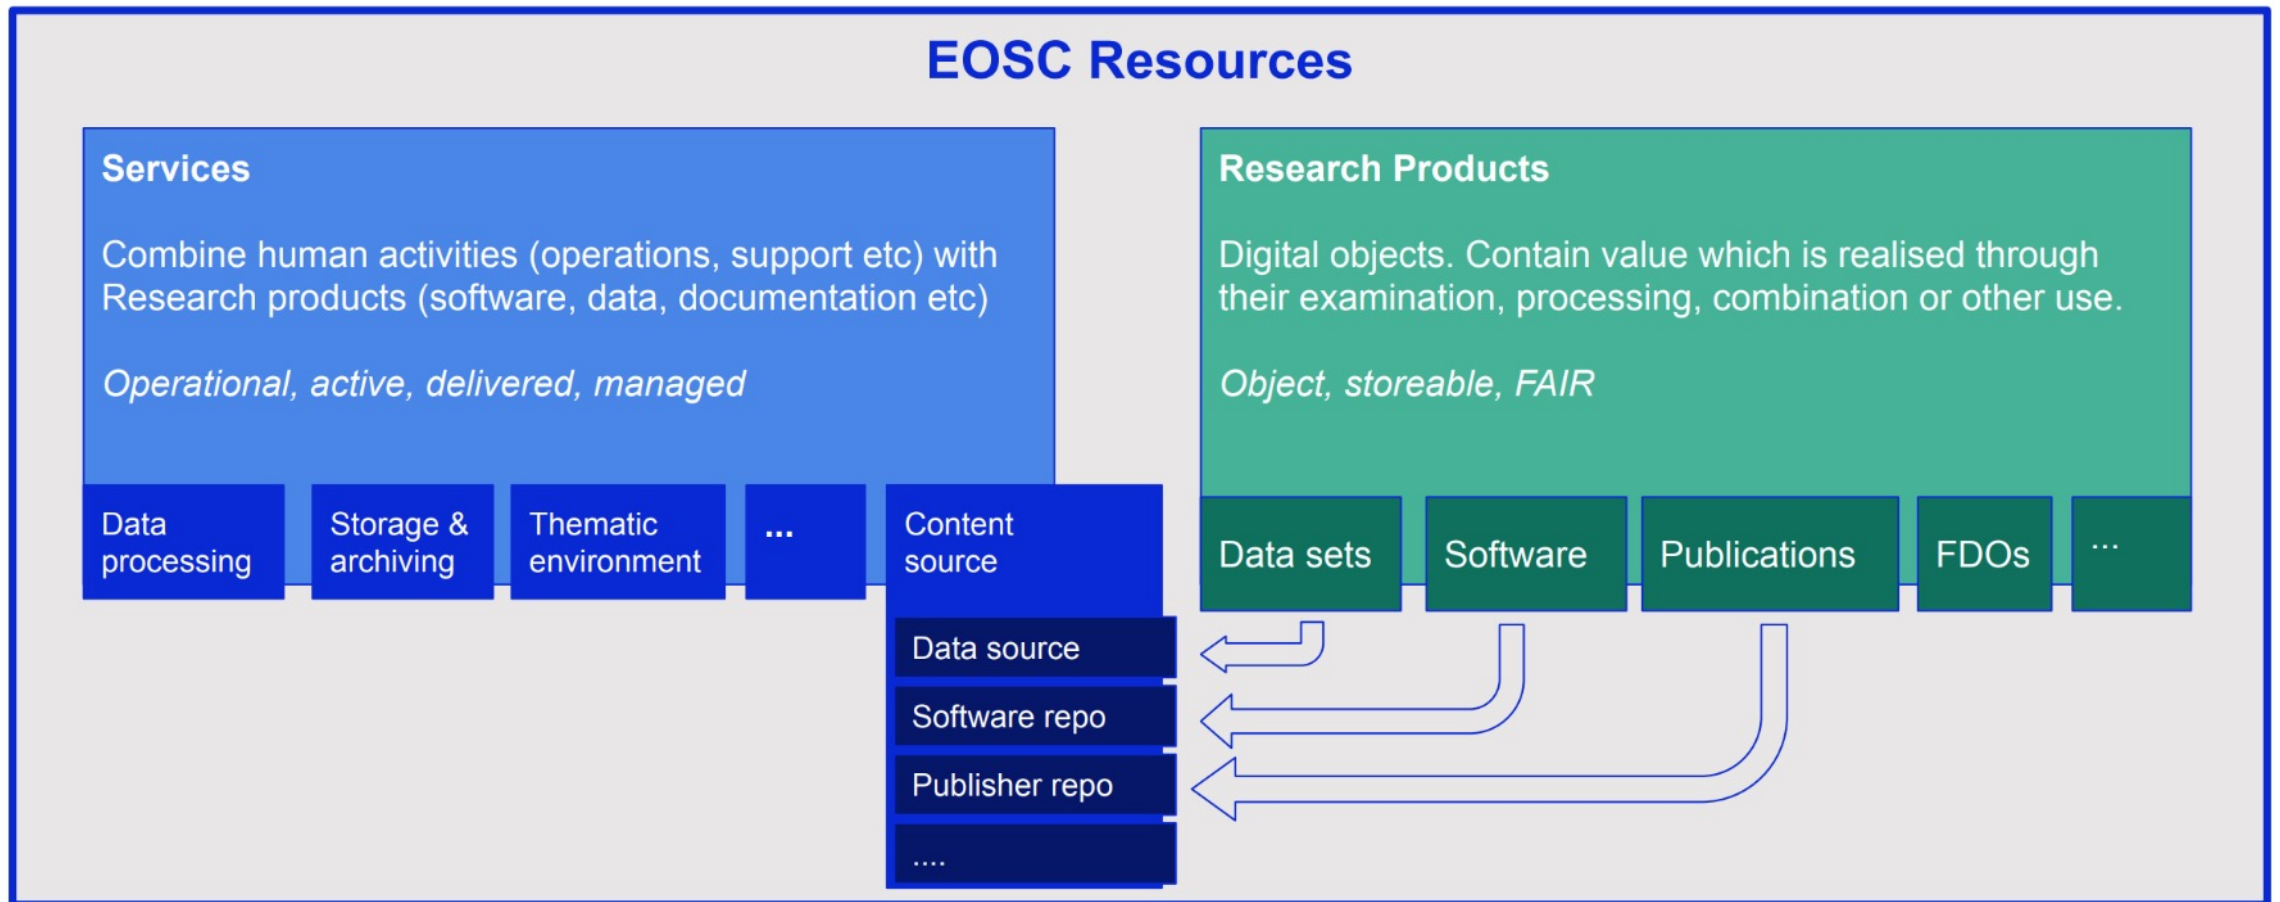 EOSC Resources
Services
Combine human activities (operations, support etc) with
Research products (software, data, documentation etc)
Operational, active, delivered, managed
Data
processing
Storage &
archiving
Thematic
environment
...
Content
source
Data source
Software repo
Publisher repo
....
Research Products
Digital objects. Contain value which is realised through
their examination, processing, combination or other use.
Object, storeable, FAIR
Data sets
Software
Publications
FDOs
...